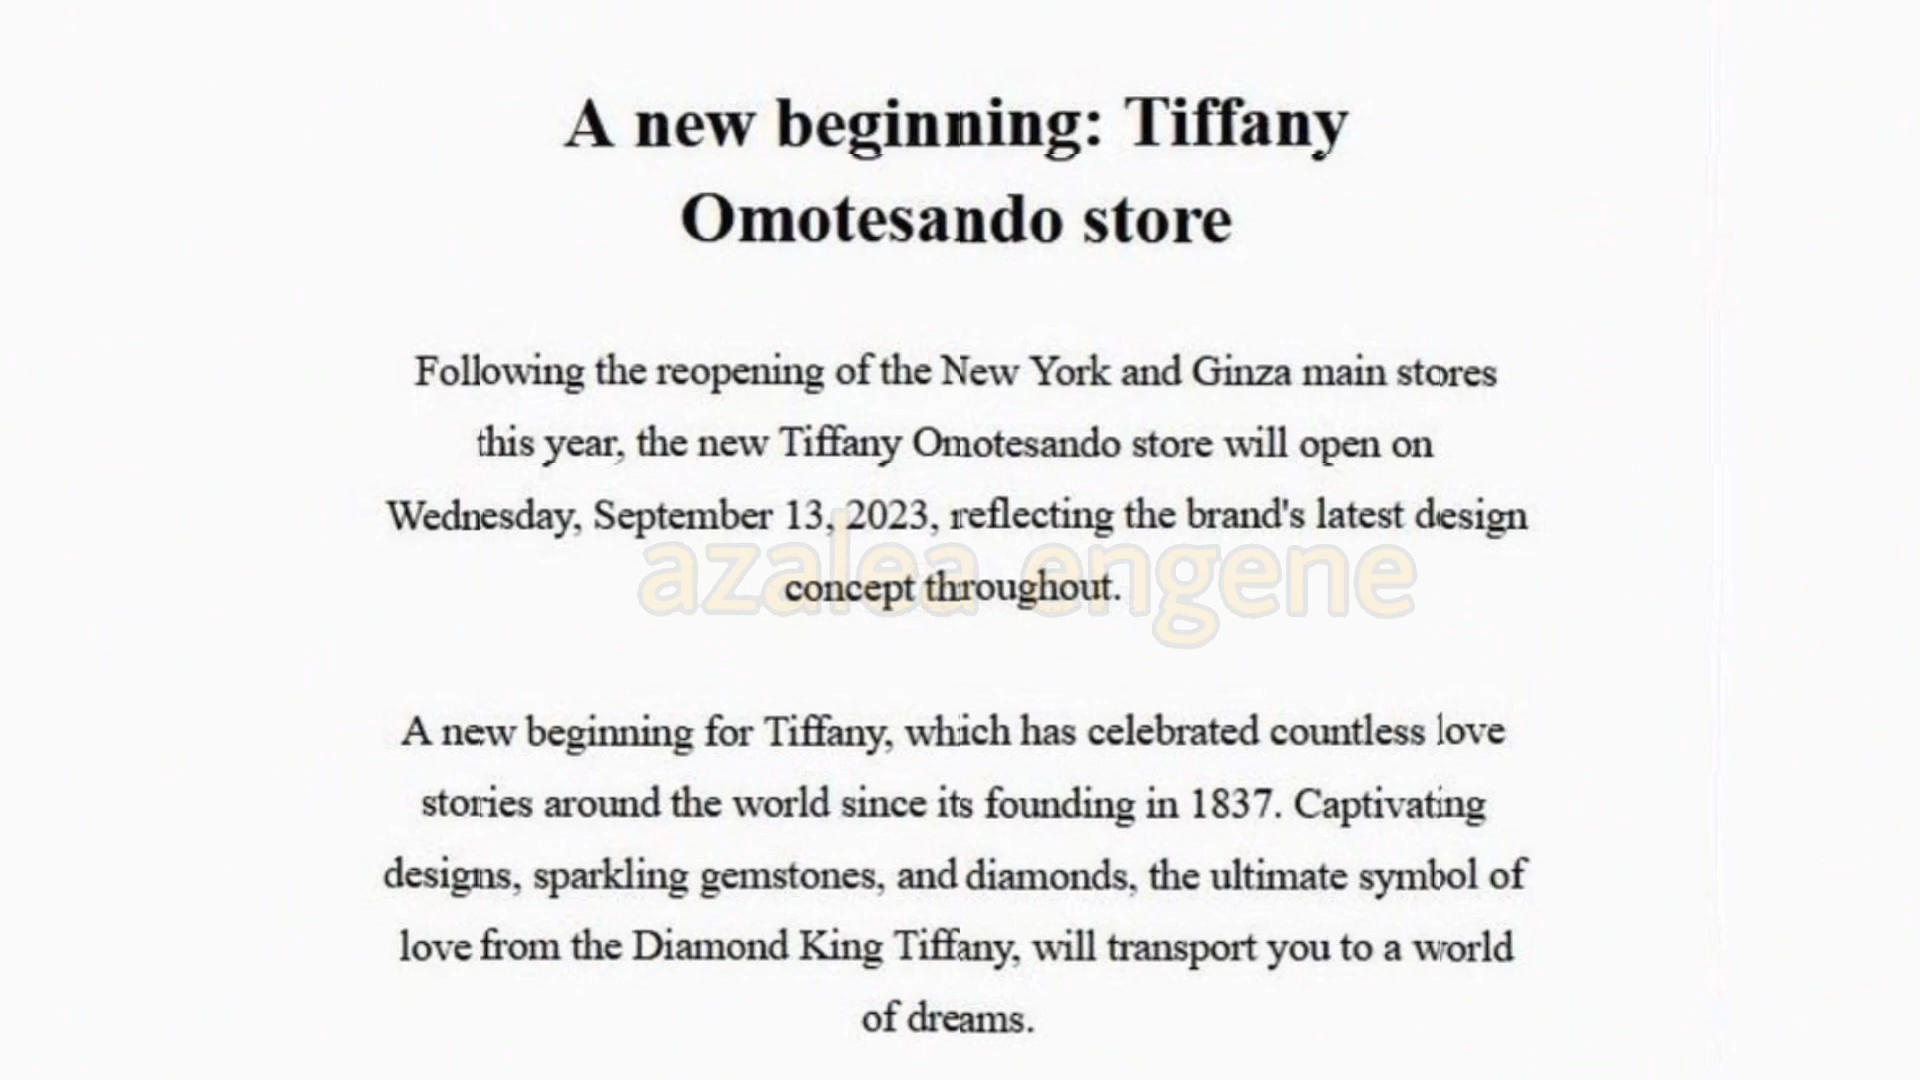 A new beginning: Tiffany
Omotesando store
Following the reopening of the New York and Ginza main stores
this year, the new Tiffany Omotesando store will open on
Wednesday, September 13, 2023, reflecting the brand's latest design
concept throughout.
azalea engene
A new beginning for Tiffany, which has celebrated countless love
stories around the world since its founding in 1837. Captivating
designs, sparkling gemstones, and diamonds, the ultimate symbol of
love from the Diamond King Tiffany, will transport you to a world
of dreams.